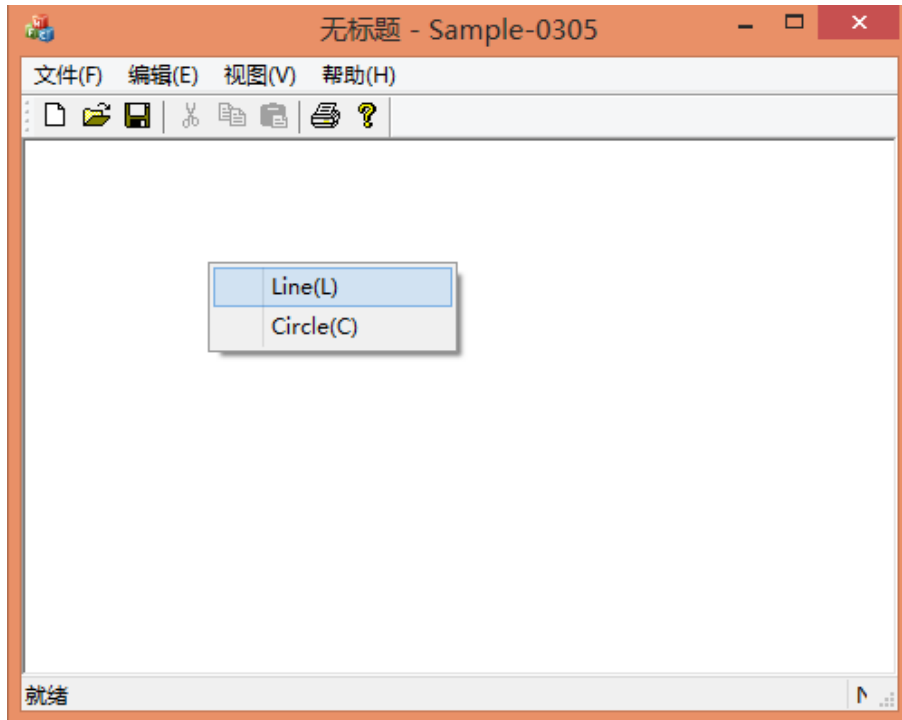 无标题 - Sample-0305
文件(F) 编辑(E) 视图(V) 帮助(H)
Line(L)
Circle(C)
就绪